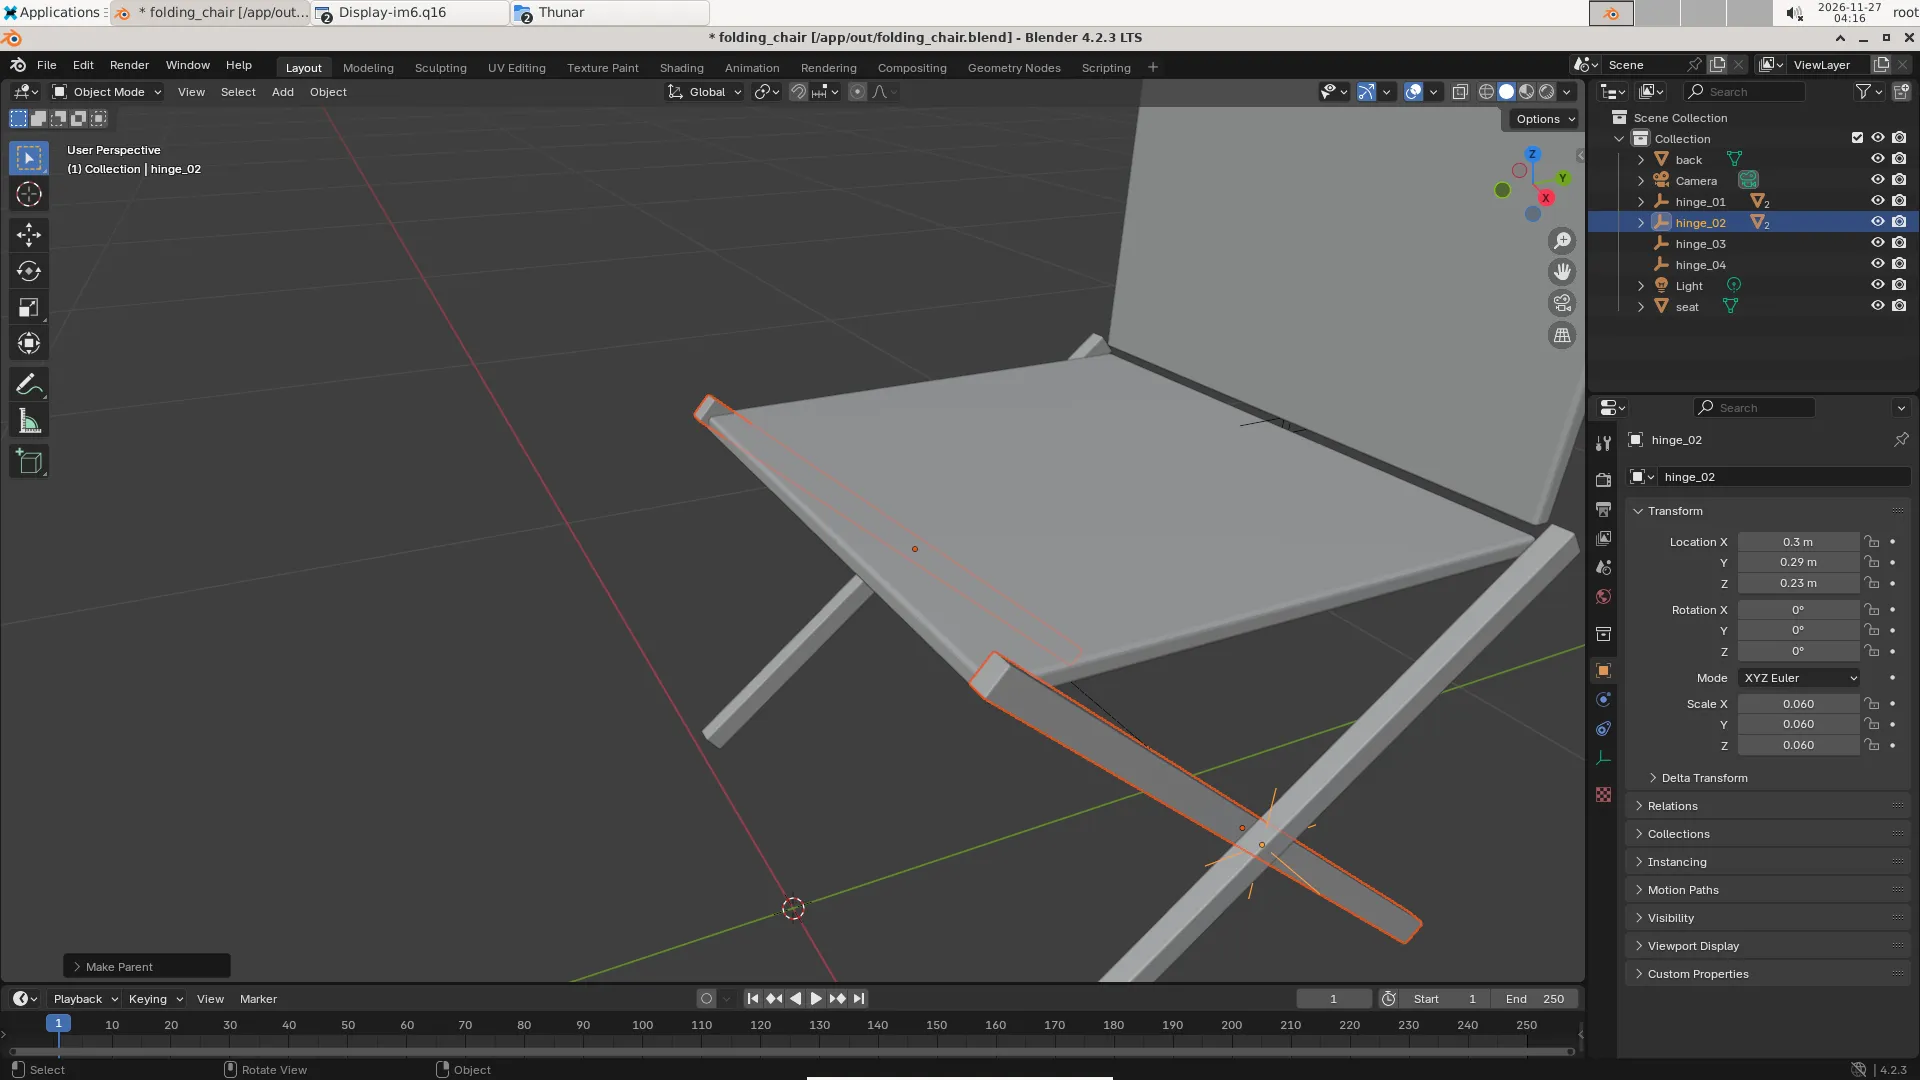 Applications
* folding_chair [/app/out...
Display-im6.q16
Thunar
2026-11-27
04:16
root
* folding_chair [/app/out/folding_chair.blend] - Blender 4.2.3 LTS
File Edit Render Window Help
Layout Modeling Sculpting UV Editing Texture Paint Shading Animation Rendering Compositing Geometry Nodes Scripting +
Scene
ViewLayer
Object Mode View Select Add Object
Global
Search
Options
User Perspective
(1) Collection | hinge_02
Z
Y
X
Scene Collection
Collection
back
Camera
hinge_01 2
hinge_02 2
hinge_03
hinge_04
Light
seat
Search
hinge_02
hinge_02
Transform
Location X 0.3 m
Y 0.29 m
Z 0.23 m
Rotation X 0°
Y 0°
Z 0°
Mode XYZ Euler
Scale X 0.060
Y 0.060
Z 0.060
Delta Transform
Relations
Collections
Instancing
Motion Paths
Visibility
Viewport Display
Custom Properties
Make Parent
Playback Keying View Marker
1 Start 1 End 250
1 10 20 30 40 50 60 70 80 90 100 110 120 130 140 150 160 170 180 190 200 210 220 230 240 250
Select Rotate View Object
4.2.3